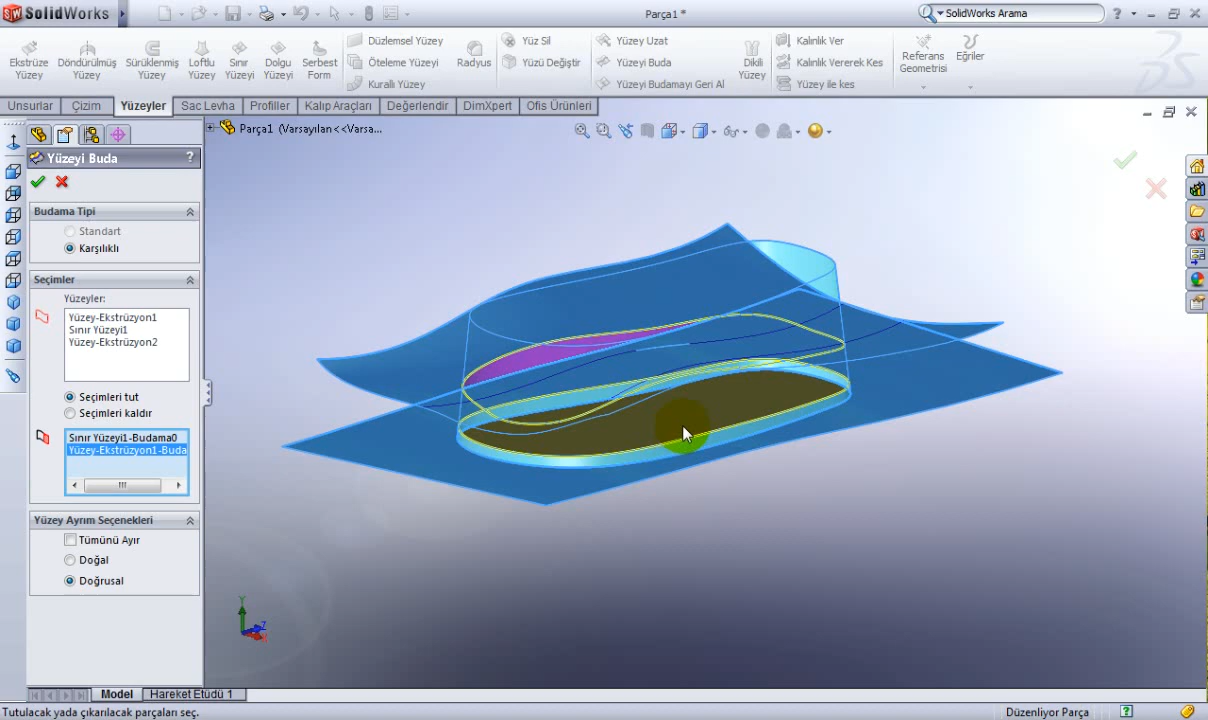 SolidWorks
Parça1 *
SolidWorks Arama
Ekstrüze Yüzey
Döndürülmüş Yüzey
Sürüklenmiş Yüzey
Loftlu Yüzey
Sınır Yüzeyi
Dolgu Yüzeyi
Serbest Form
Düzlemsel Yüzey
Öteleme Yüzeyi
Kurallı Yüzey
Radyus
Yüz Sil
Yüzü Değiştir
Yüzey Uzat
Yüzeyi Buda
Yüzeyi Budamayı Geri Al
Dikili Yüzey
Kalınlık Ver
Kalınlık Vererek Kes
Yüzey ile kes
Referans Geometrisi
Eğriler
Unsurlar Çizim Yüzeyler Sac Levha Profiller Kalıp Araçları Değerlendir DimXpert Ofis Ürünleri
Parça1 (Varsayılan<<Varsa...
Yüzeyi Buda ?
Budama Tipi
Standart
Karşılıklı
Seçimler
Yüzeyler:
Yüzey-Ekstrüzyon1
Sınır Yüzeyi1
Yüzey-Ekstrüzyon2
Seçimleri tut
Seçimleri kaldır
Sınır Yüzeyi1-Budama0
Yüzey-Ekstrüzyon1-Buda
Yüzey Ayrım Seçenekleri
Tümünü Ayır
Doğal
Doğrusal
Y
Z
X
Model Hareket Etüdü 1
Tutulacak yada çıkarılacak parçaları seç.
Düzenliyor Parça